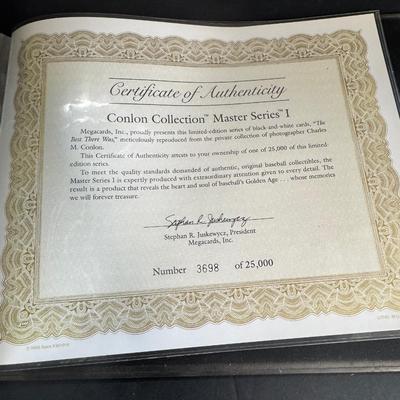 Certificate of Authenticity
Conlon Collection™ Master Series™ I
Megacards, Inc., proudly presents this limited-edition series of black-and-white cards, "The
Best There Was," meticulously reproduced from the private collection of photographer Charles
M. Conlon.
This Certificate of Authenticity attests to your ownership of one of 25,000 of this limited-
edition series.
To meet the quality standards demanded of authentic, original baseball collectibles, the
Master Series I is expertly produced with extraordinary attention given to every detail. The
result is a product that reveals the heart and soul of baseball's Golden Age . . . whose memories
we will forever treasure.
Stephan R. Juskewycz
Stephan R. Juskewycz, President
Megacards, Inc.
Number 3698 of 25,000